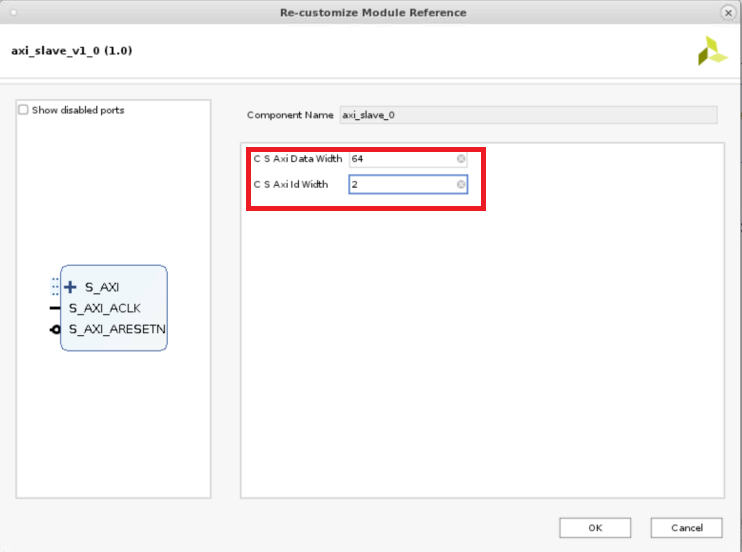 Re-customize Module Reference
axi_slave_v1_0 (1.0)
Show disabled ports
Component Name axi_slave_0
C S Axi Data Width 64
C S Axi Id Width 2
S_AXI
S_AXI_ACLK
S_AXI_ARESETN
OK Cancel